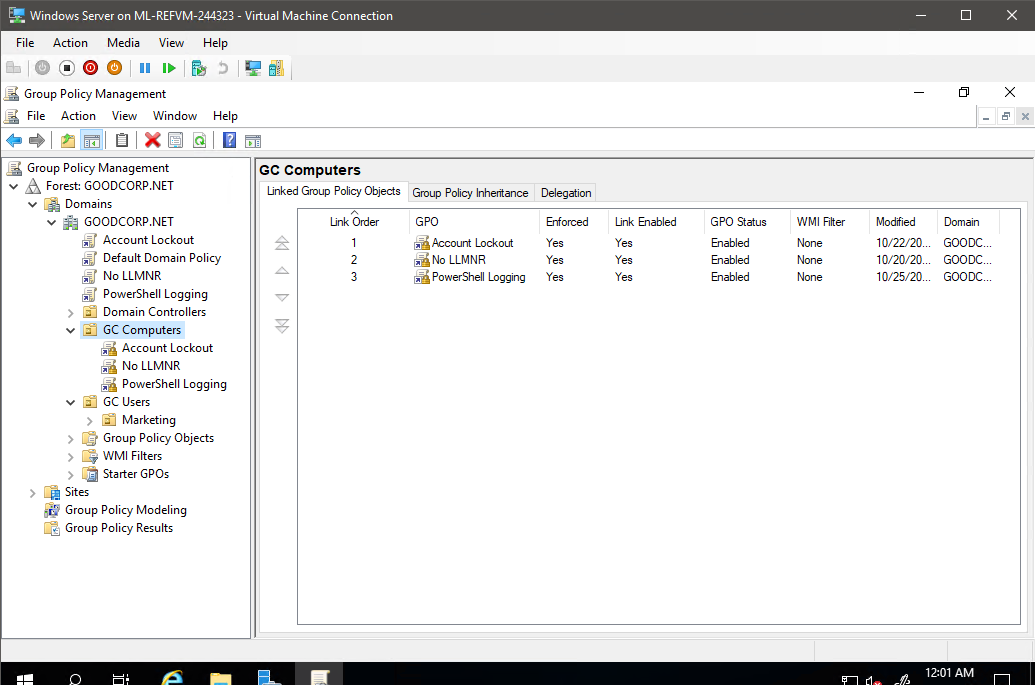 Windows Server on ML-REFVM-244323 - Virtual Machine Connection
File Action Media View Help
Group Policy Management
File Action View Window Help
Group Policy Management
Forest: GOODCORP.NET
Domains
GOODCORP.NET
Account Lockout
Default Domain Policy
No LLMNR
PowerShell Logging
Domain Controllers
GC Computers
Account Lockout
No LLMNR
PowerShell Logging
GC Users
Marketing
Group Policy Objects
WMI Filters
Starter GPOs
Sites
Group Policy Modeling
Group Policy Results
GC Computers
Linked Group Policy Objects Group Policy Inheritance Delegation
Link Order GPO Enforced Link Enabled GPO Status WMI Filter Modified Domain
1 Account Lockout Yes Yes Enabled None 10/22/20... GOODC...
2 No LLMNR Yes Yes Enabled None 10/20/20... GOODC...
3 PowerShell Logging Yes Yes Enabled None 10/25/20... GOODC...
12:01 AM